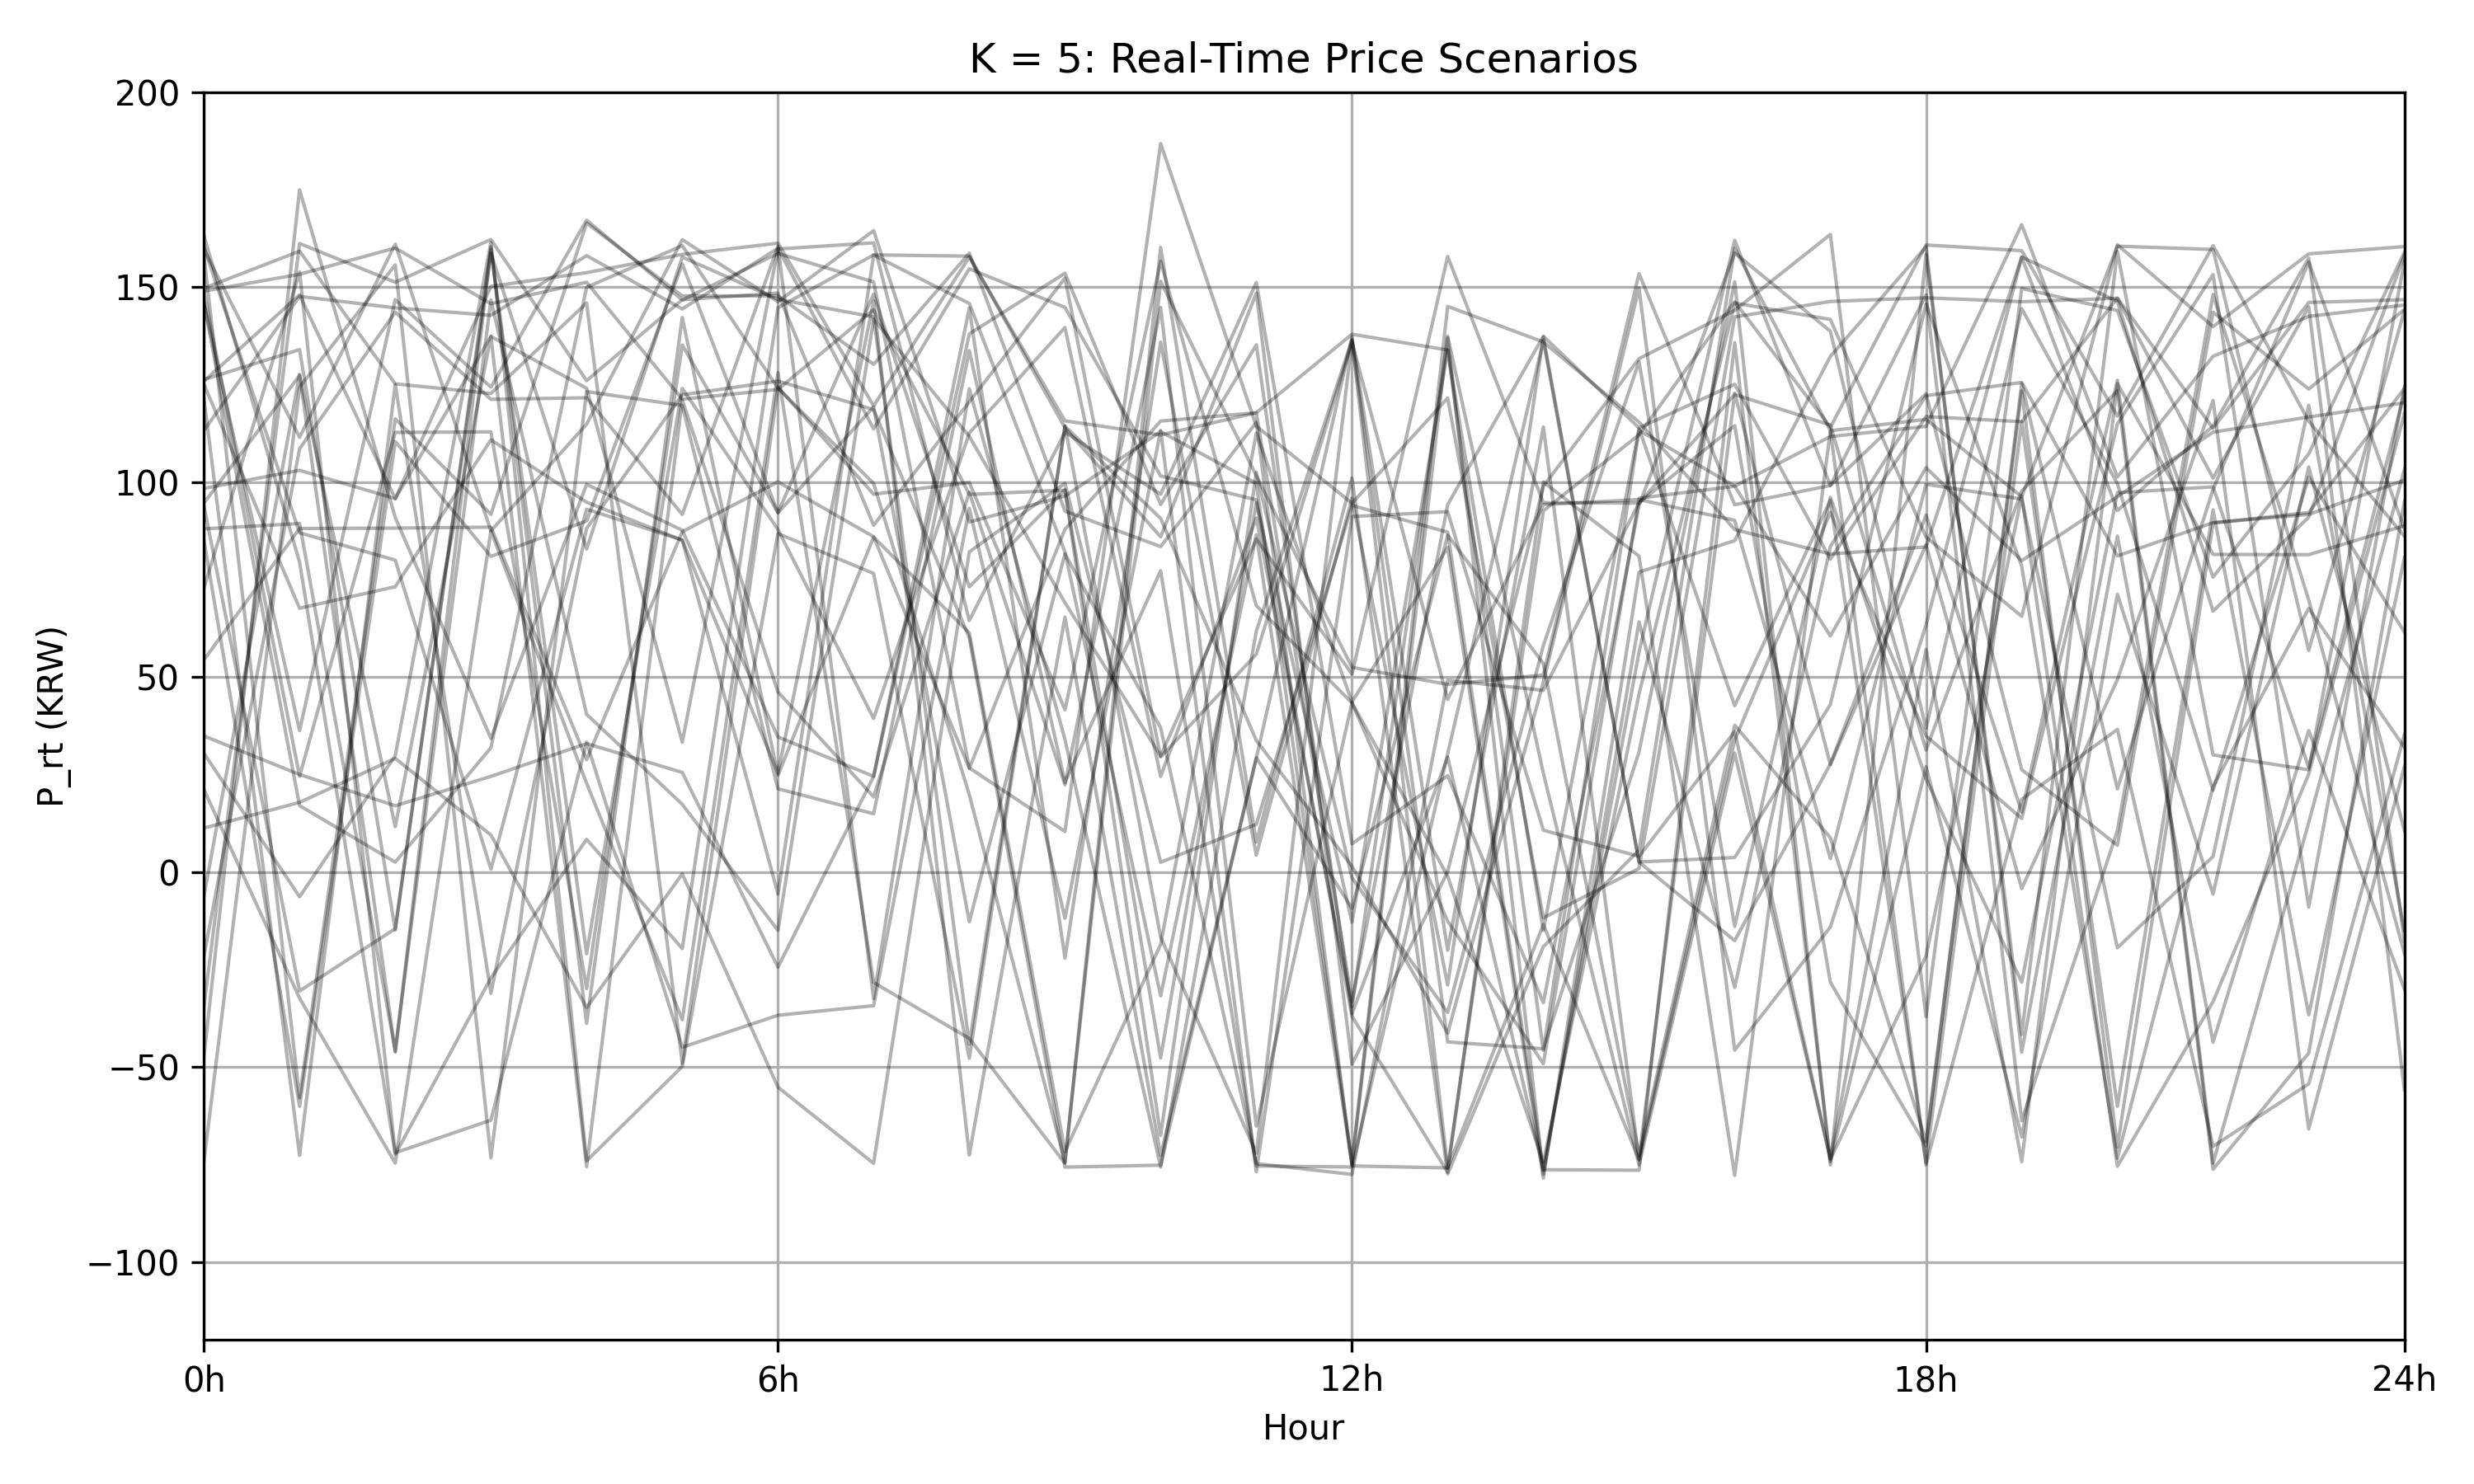 K = 5: Real-Time Price Scenarios
200
150
100
50
0
−50
−100
P_rt (KRW)
0h
6h
12h
18h
24h
Hour